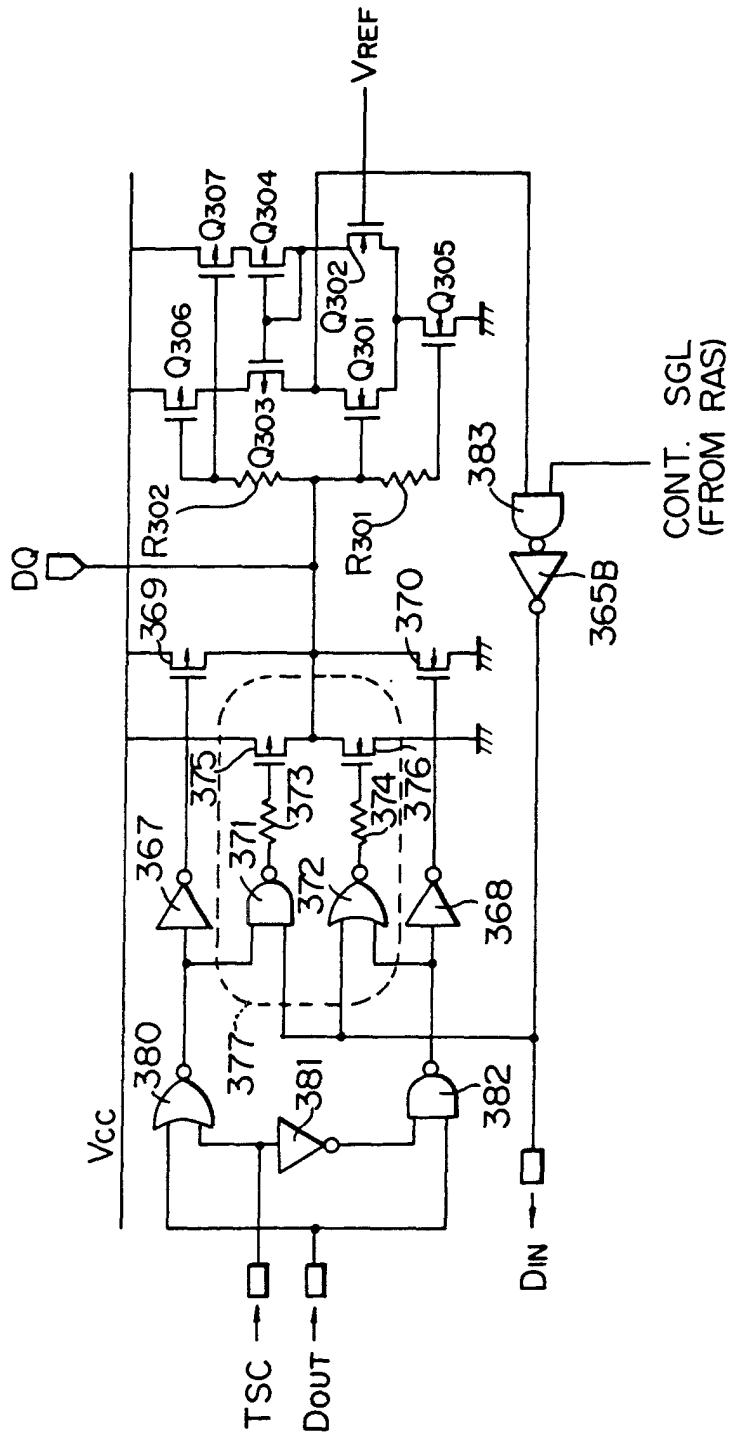 DQ
VCC
367
369
R302
Q306
Q307
Q304
Q303
VREF
Q302
Q301
Q305
R301
380
375
371
373
377
372
374
376
370
368
TSC
381
DOUT
382
383
365B
CONT. SGL
(FROM RAS)
DIN